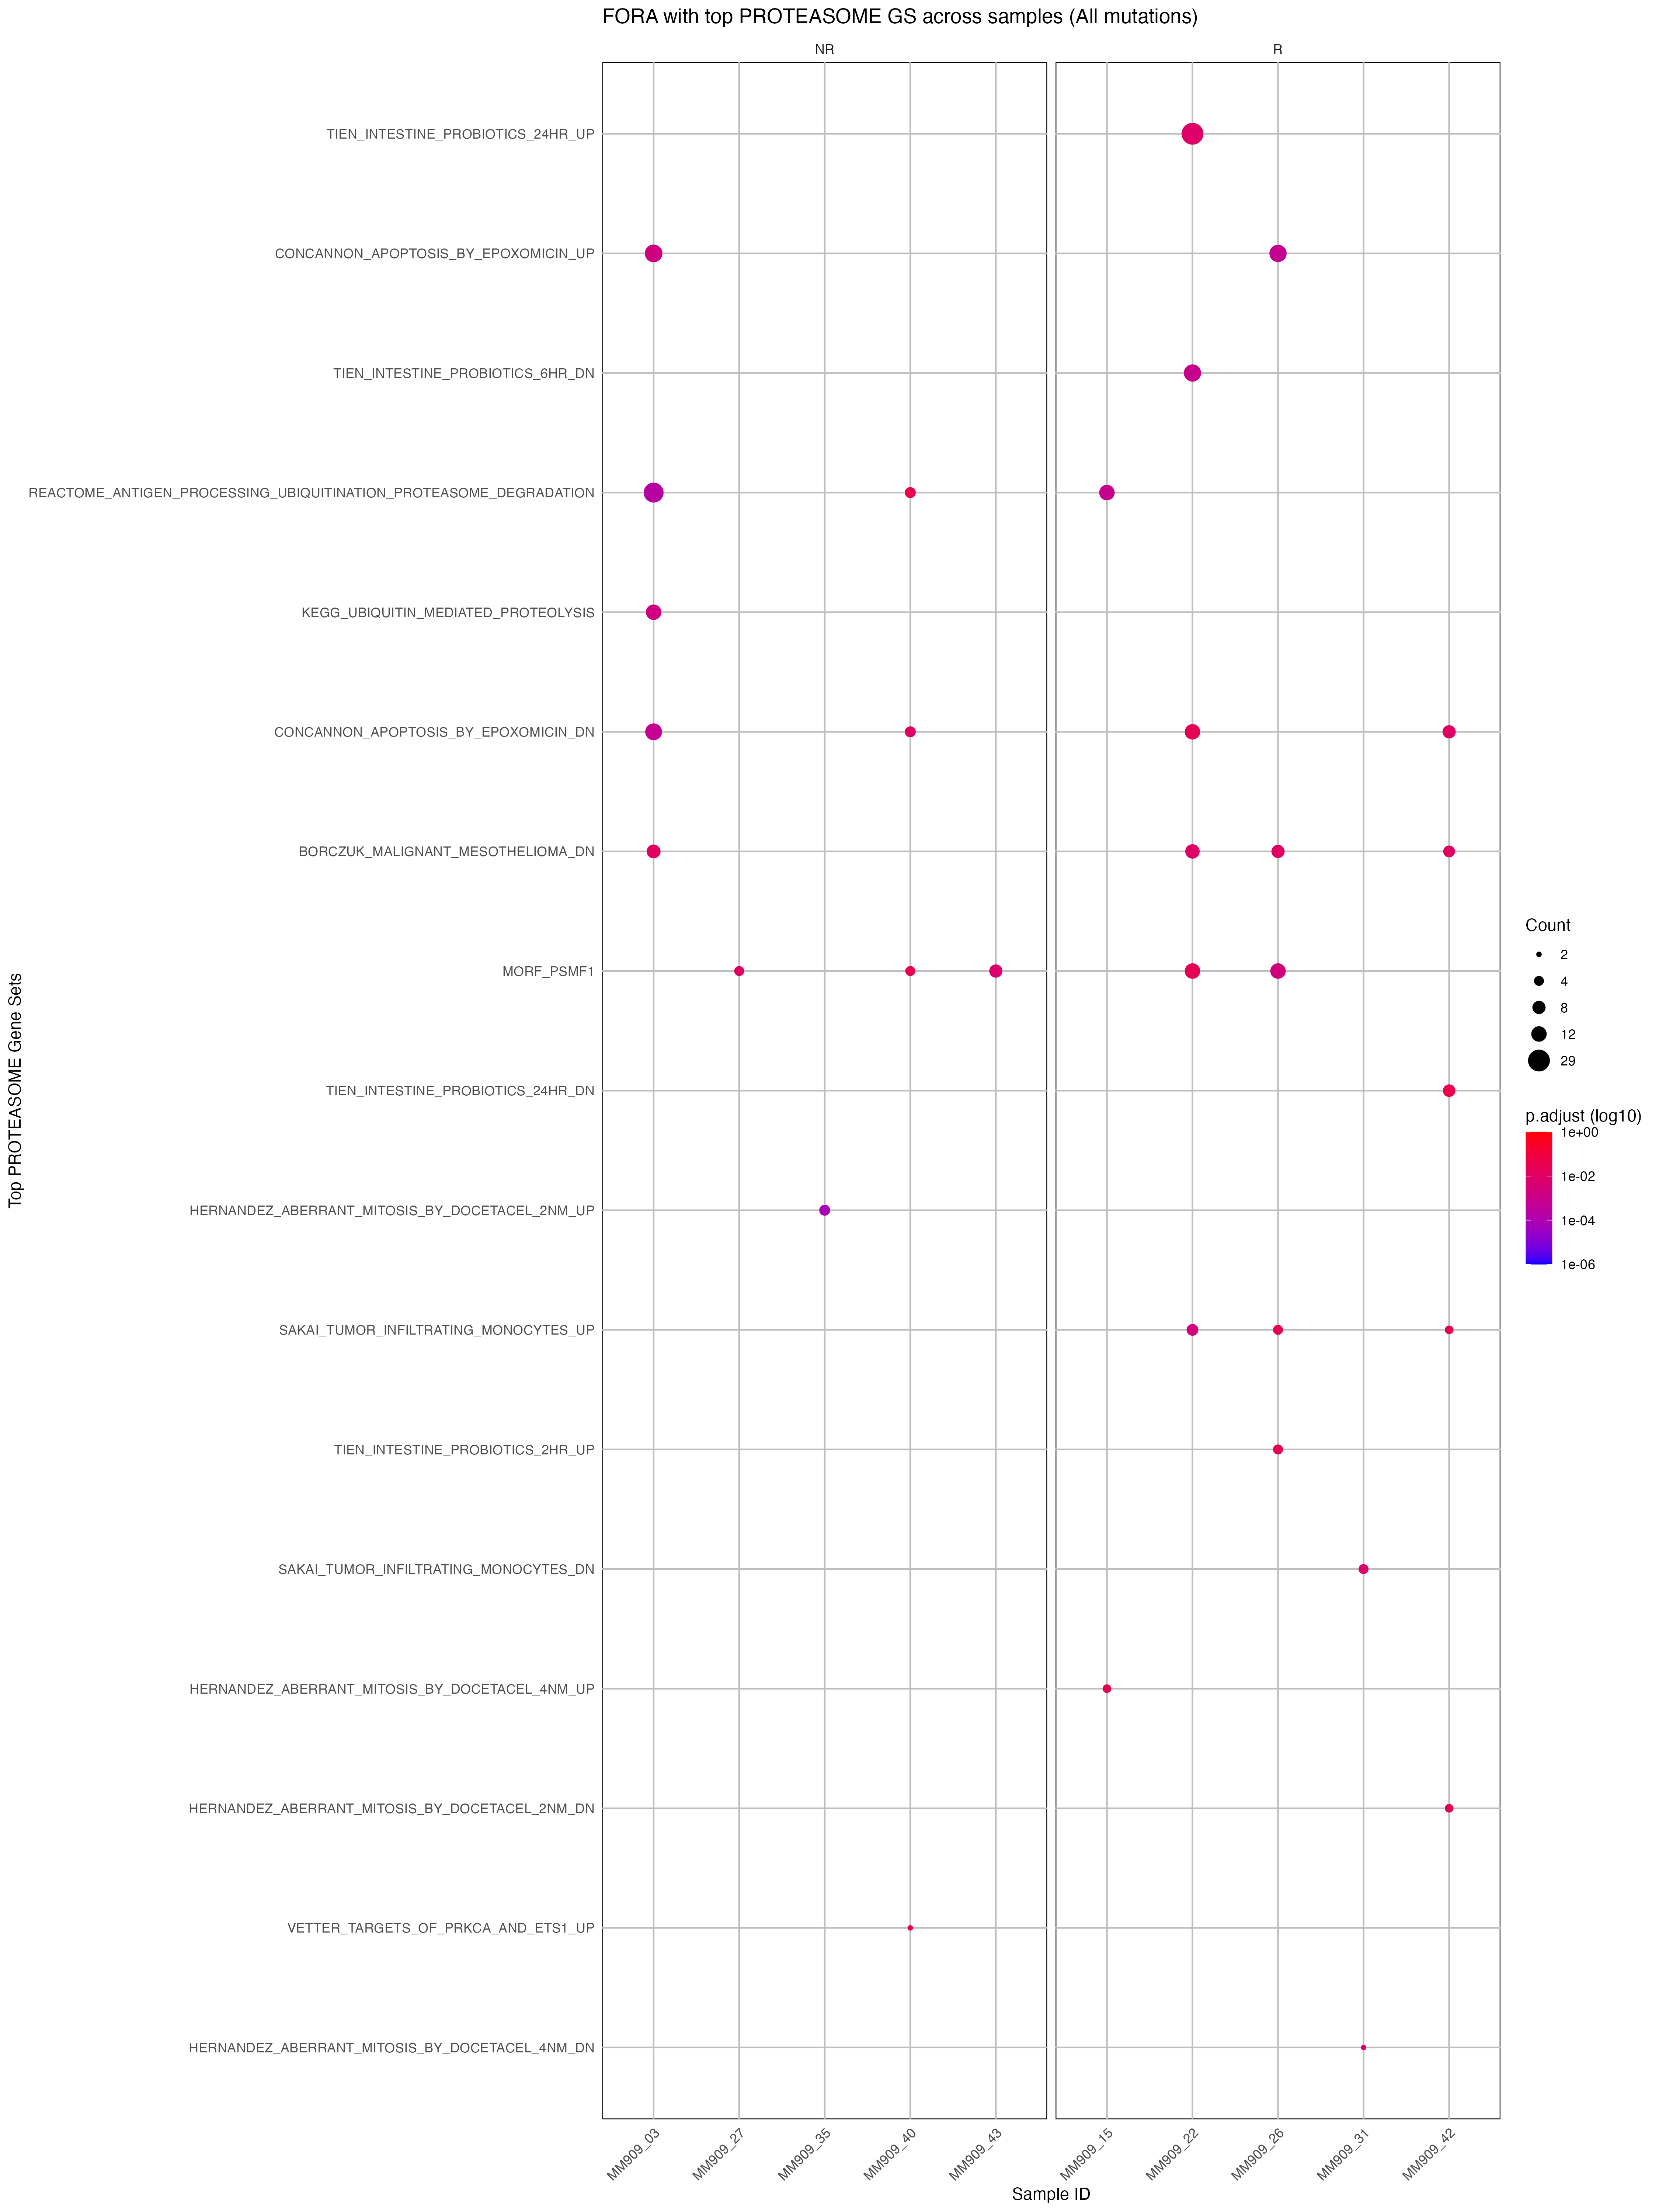 FORA with top PROTEASOME GS across samples (All mutations)
NR
R
TIEN_INTESTINE_PROBIOTICS_24HR_UP
CONCANNON_APOPTOSIS_BY_EPOXOMICIN_UP
TIEN_INTESTINE_PROBIOTICS_6HR_DN
REACTOME_ANTIGEN_PROCESSING_UBIQUITINATION_PROTEASOME_DEGRADATION
KEGG_UBIQUITIN_MEDIATED_PROTEOLYSIS
CONCANNON_APOPTOSIS_BY_EPOXOMICIN_DN
BORCZUK_MALIGNANT_MESOTHELIOMA_DN
MORF_PSMF1
TIEN_INTESTINE_PROBIOTICS_24HR_DN
HERNANDEZ_ABERRANT_MITOSIS_BY_DOCETACEL_2NM_UP
SAKAI_TUMOR_INFILTRATING_MONOCYTES_UP
TIEN_INTESTINE_PROBIOTICS_2HR_UP
SAKAI_TUMOR_INFILTRATING_MONOCYTES_DN
HERNANDEZ_ABERRANT_MITOSIS_BY_DOCETACEL_4NM_UP
HERNANDEZ_ABERRANT_MITOSIS_BY_DOCETACEL_2NM_DN
VETTER_TARGETS_OF_PRKCA_AND_ETS1_UP
HERNANDEZ_ABERRANT_MITOSIS_BY_DOCETACEL_4NM_DN
Top PROTEASOME Gene Sets
MM909_03
MM909_27
MM909_35
MM909_40
MM909_43
MM909_15
MM909_22
MM909_26
MM909_31
MM909_42
Sample ID
Count
2
4
8
12
29
p.adjust (log10)
1e+00
1e-02
1e-04
1e-06